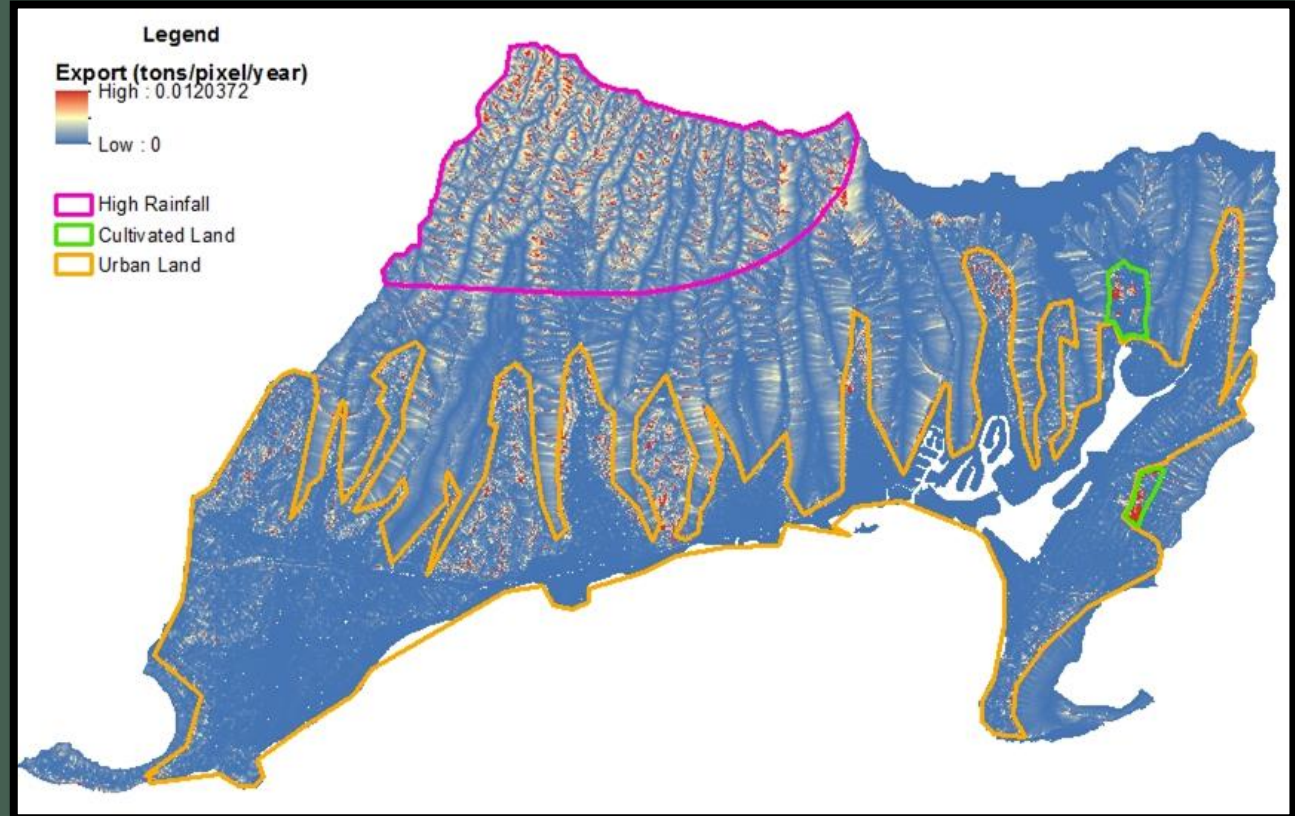 Legend
Export (tons/pixel/year)
High : 0.0120372
Low : 0
High Rainfall
Cultivated Land
Urban Land